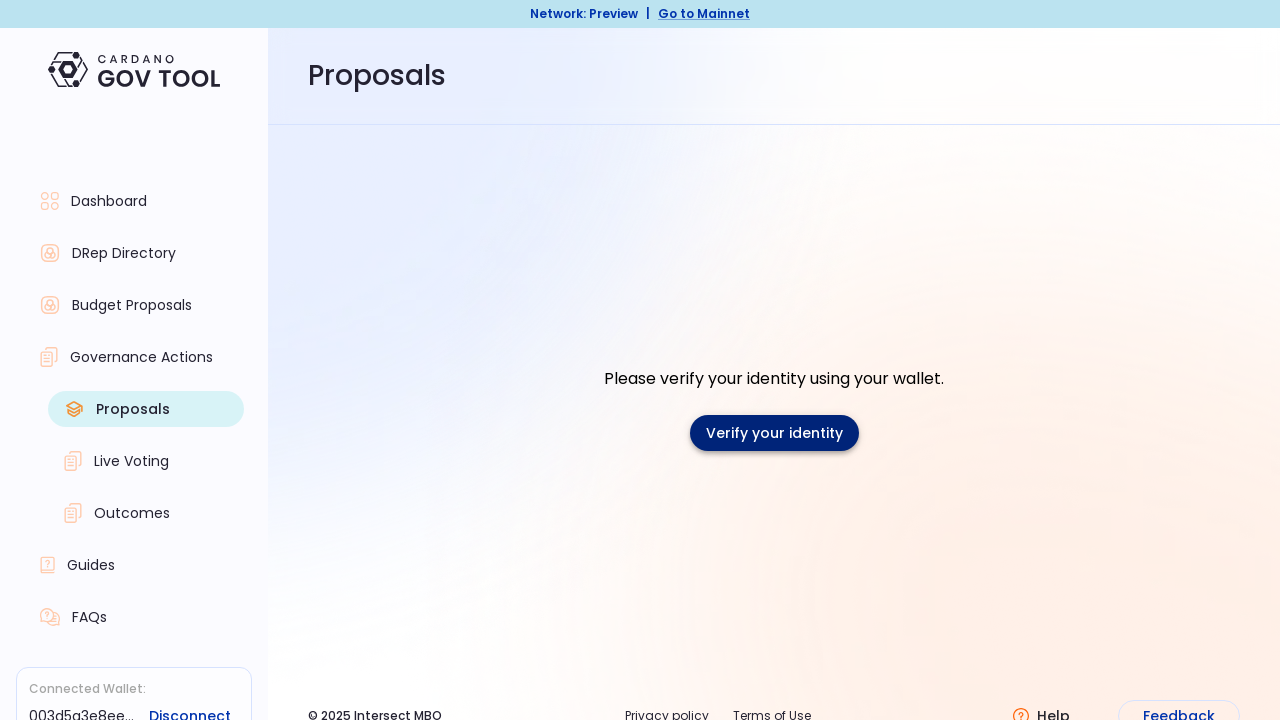 Network: Preview | Go to Mainnet
CARDANO
GOV TOOL
Proposals
Dashboard
DRep Directory
Budget Proposals
Governance Actions
Proposals
Live Voting
Outcomes
Guides
FAQs
Please verify your identity using your wallet.
Verify your identity
Connected Wallet:
003d5a3e8ee... Disconnect
© 2025 Intersect MBO Privacy policy Terms of Use Help Feedback